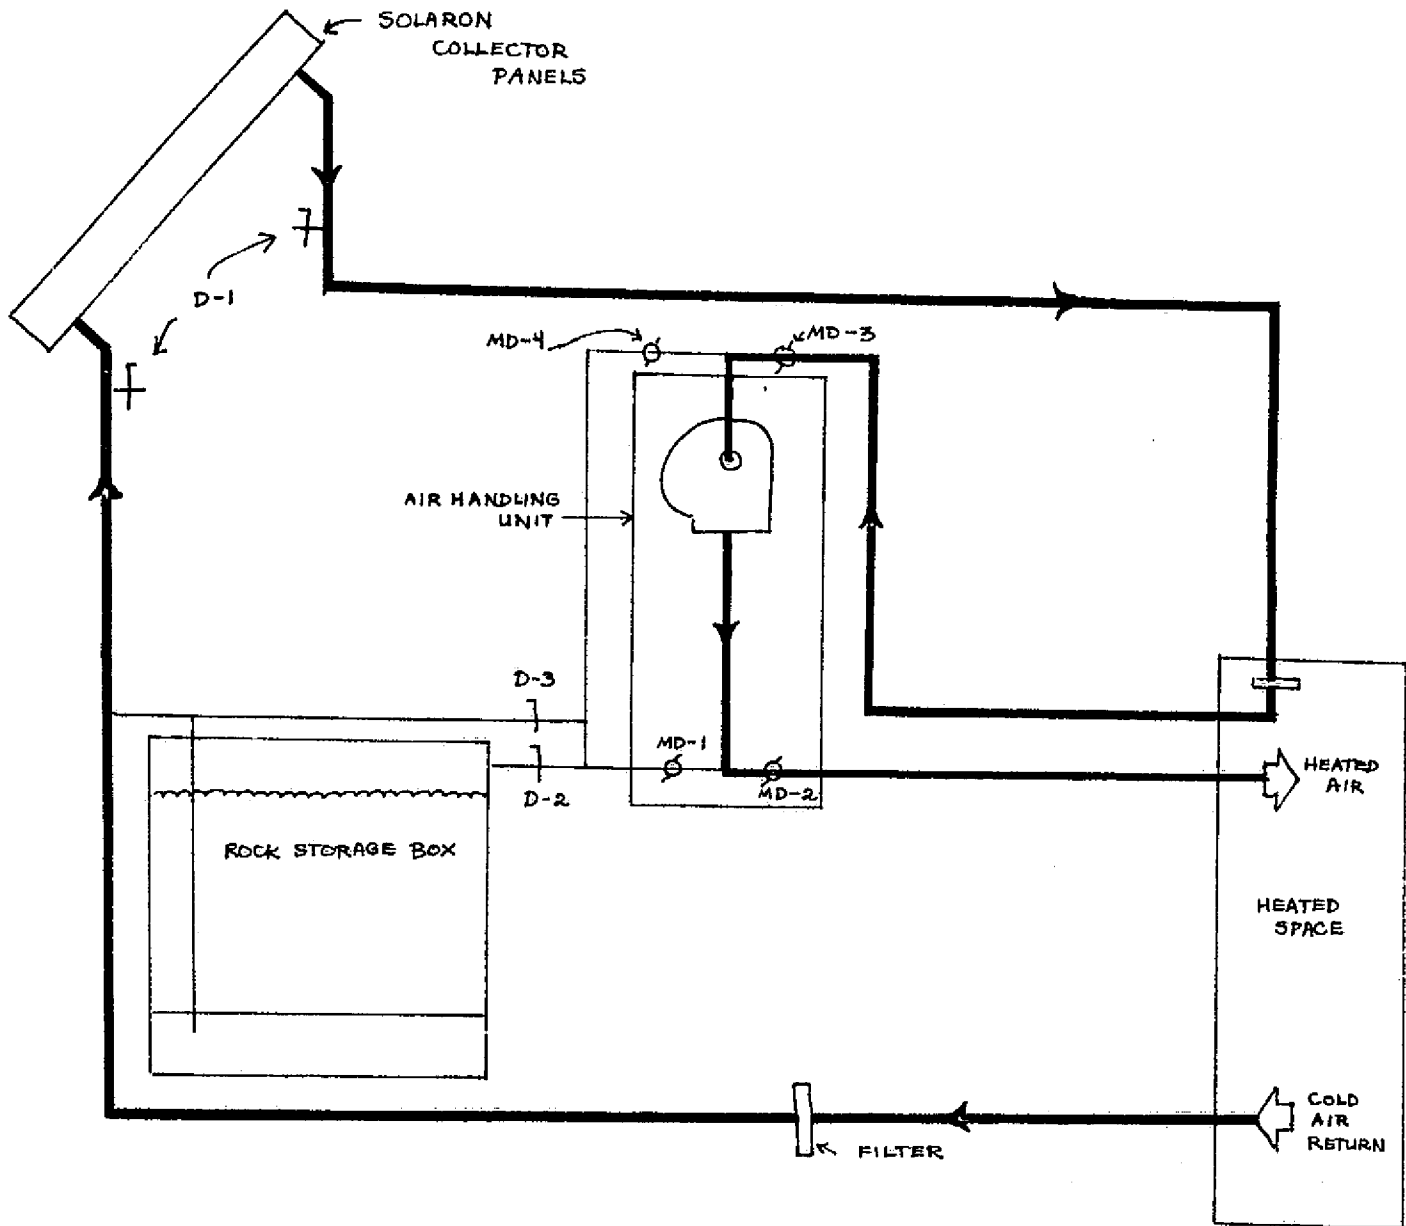 SOLARON
COLLECTOR
PANELS
D-1
MD-4
MD-3
AIR HANDLING
UNIT
D-3
MD-1
D-2
MD-2
HEATED
AIR
ROCK STORAGE BOX
HEATED
SPACE
COLD
AIR
RETURN
FILTER